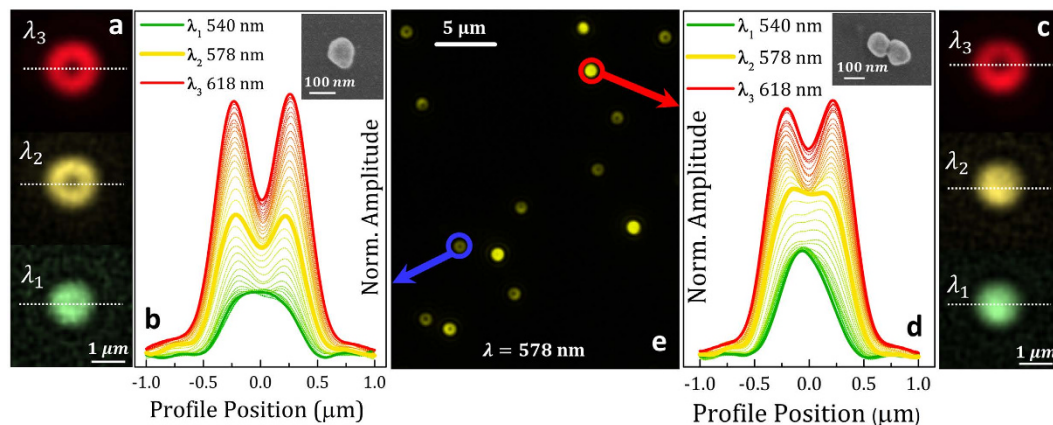 a
λ₃
λ₂
λ₁
1 μm
λ₁ 540 nm
λ₂ 578 nm
λ₃ 618 nm
100 nm
b
-1.0 -0.5 0.0 0.5 1.0
Profile Position (μm)
Norm. Amplitude
5 μm
λ = 578 nm
e
Norm. Amplitude
λ₁ 540 nm
λ₂ 578 nm
λ₃ 618 nm
100 nm
d
-1.0 -0.5 0.0 0.5 1.0
Profile Position (μm)
c
λ₃
λ₂
λ₁
1 μm